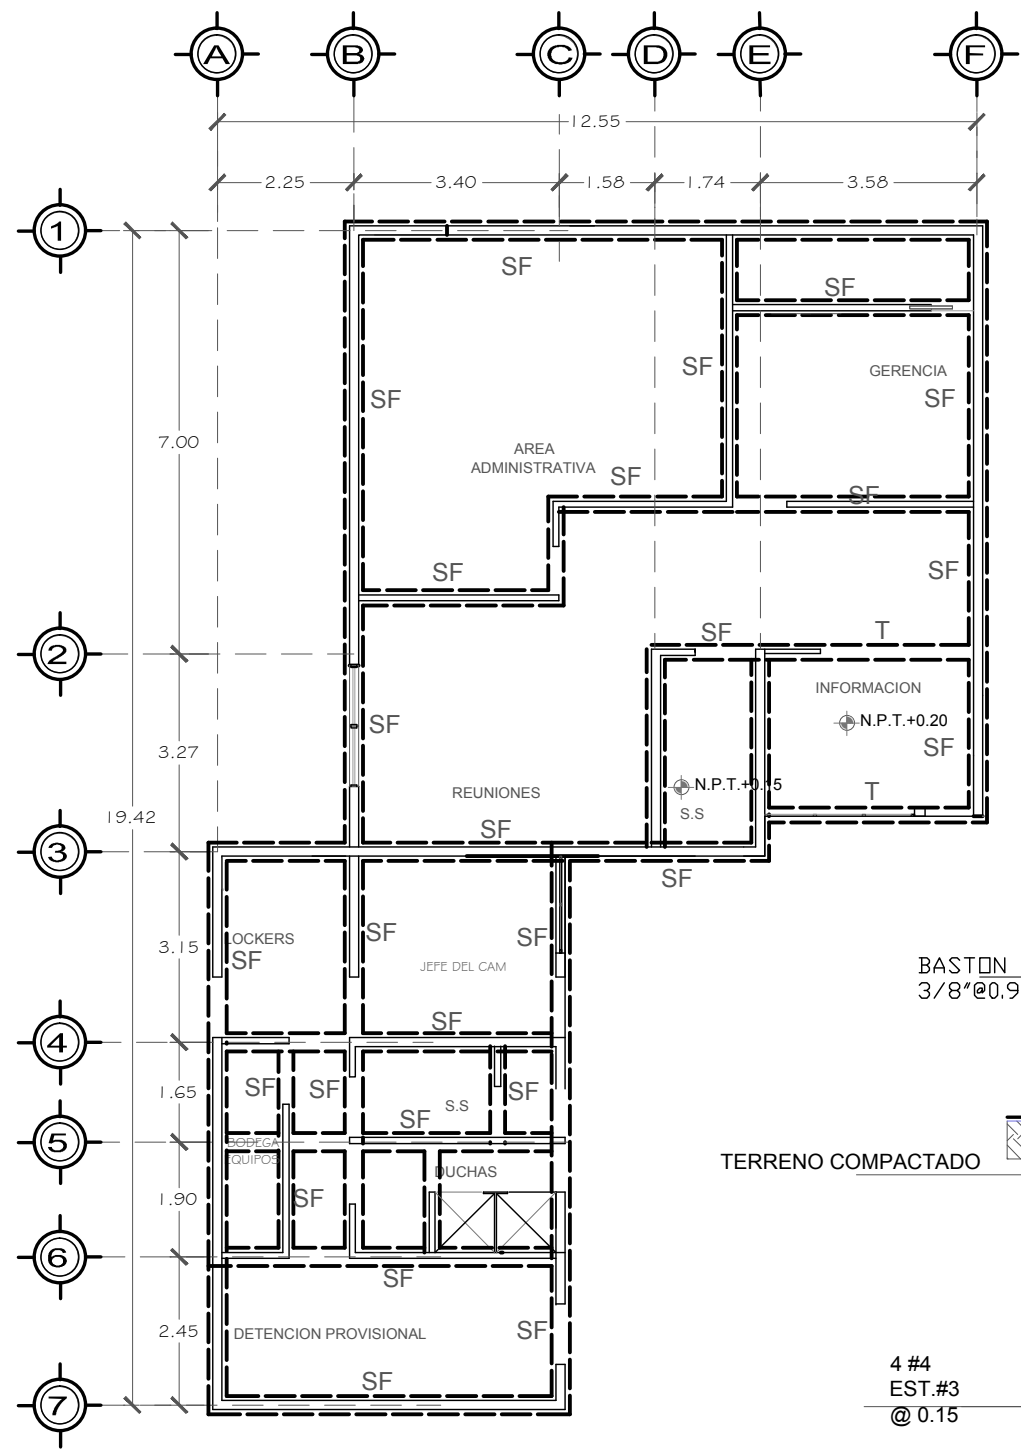 A B C D E F
12.55
2.25 3.40 1.58 1.74 3.58
1
SF
SF
SF
GERENCIA
SF
SF
AREA
ADMINISTRATIVA
7.00
SF
SF
SF
SF
SF
T
2
INFORMACION
N.P.T.+0.20
SF
SF
3.27
N.P.T.+0.15
REUNIONES
T
S.S
19.42
SF
3
SF
SF
SF
LOCKERS
3.15
SF
JEFE DEL CAM
BASTON
3/8"@0.9
SF
4
SF
SF
SF
1.65
S.S
SF
5
BODEGA
EQUIPOS
TERRENO COMPACTADO
DUCHAS
1.90
SF
6
SF
2.45
DETENCION PROVISIONAL
SF
4 #4
SF
EST.#3
7
@ 0.15